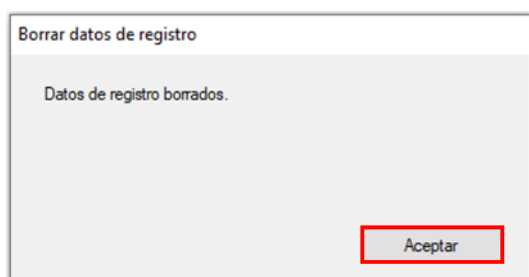 Borrar datos de registro
Datos de registro borrados.
Aceptar